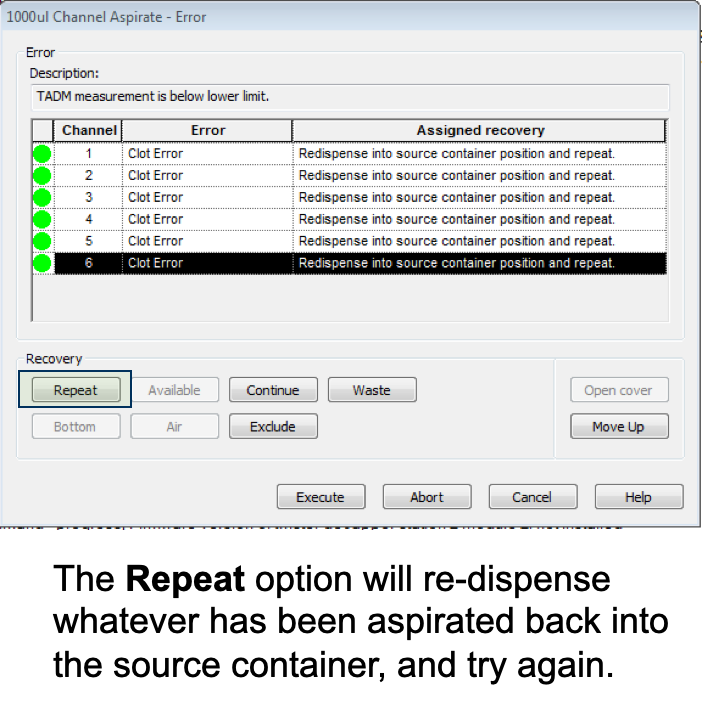 1000ul Channel Aspirate - Error
Error
Description:
TADM measurement is below lower limit.
Channel Error Assigned recovery
1 Clot Error Redispense into source container position and repeat.
2 Clot Error Redispense into source container position and repeat.
3 Clot Error Redispense into source container position and repeat.
4 Clot Error Redispense into source container position and repeat.
5 Clot Error Redispense into source container position and repeat.
6 Clot Error Redispense into source container position and repeat.
Recovery
Repeat Available Continue Waste Open cover
Bottom Air Exclude Move Up
Execute Abort Cancel Help
The Repeat option will re-dispense
whatever has been aspirated back into
the source container, and try again.